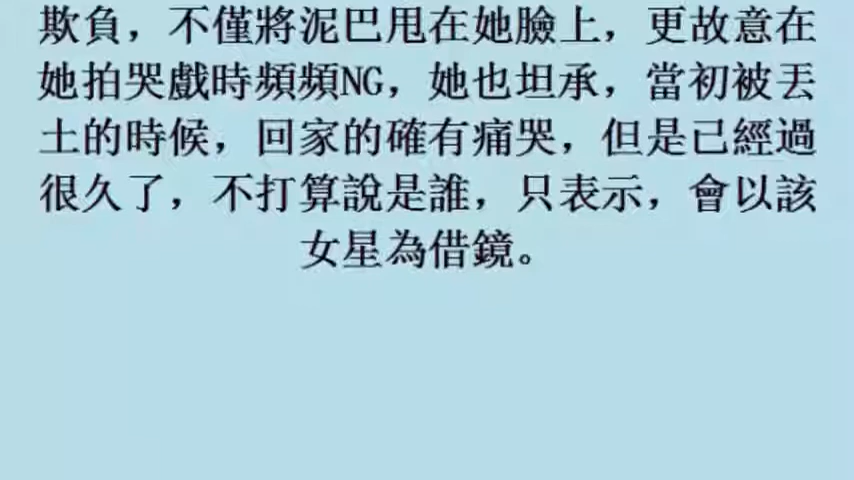 欺負，不僅將泥巴甩在她臉上，更故意在
她拍哭戲時頻頻NG，她也坦承，當初被丟
土的時候，回家的確有痛哭，但是已經過
很久了，不打算說是誰，只表示，會以該
女星為借鏡。